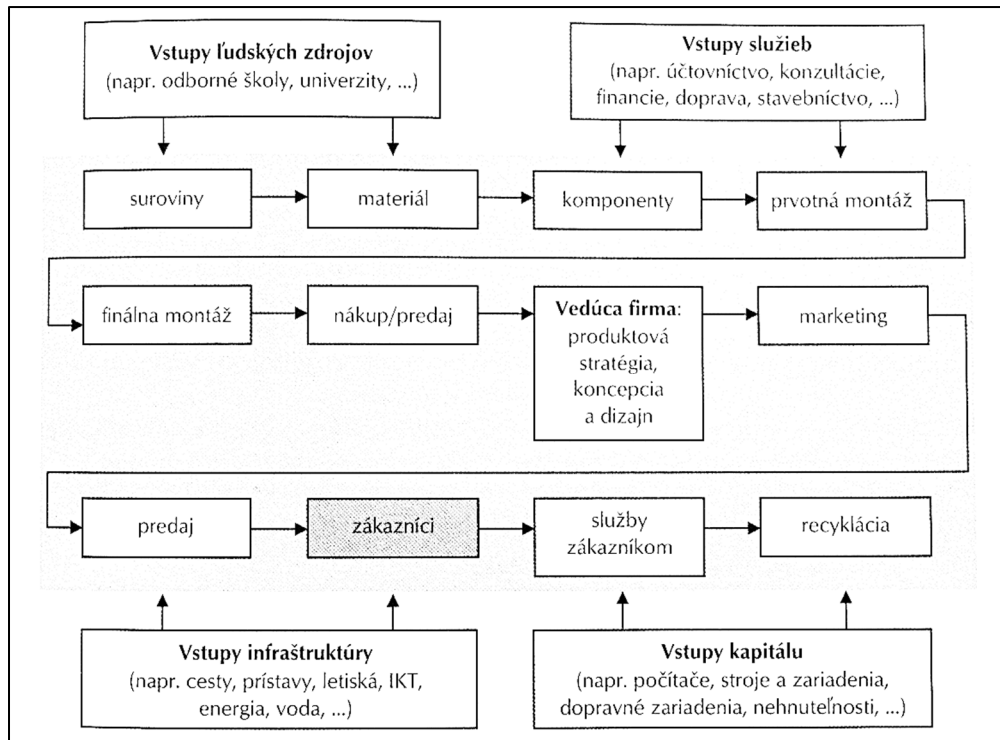 Vstupy ľudských zdrojov
(napr. odborné školy, univerzity, ...)
Vstupy služieb
(napr. účtovníctvo, konzultácie,
financie, doprava, stavebníctvo, ...)
suroviny
materiál
komponenty
prvotná montáž
finálna montáž
nákup/predaj
Vedúca firma:
produktová
stratégia,
koncepcia
a dizajn
marketing
predaj
zákazníci
služby
zákazníkom
recyklácia
Vstupy infraštruktúry
(napr. cesty, prístavy, letiská, IKT,
energia, voda, ...)
Vstupy kapitálu
(napr. počítače, stroje a zariadenia,
dopravné zariadenia, nehnuteľnosti, ...)